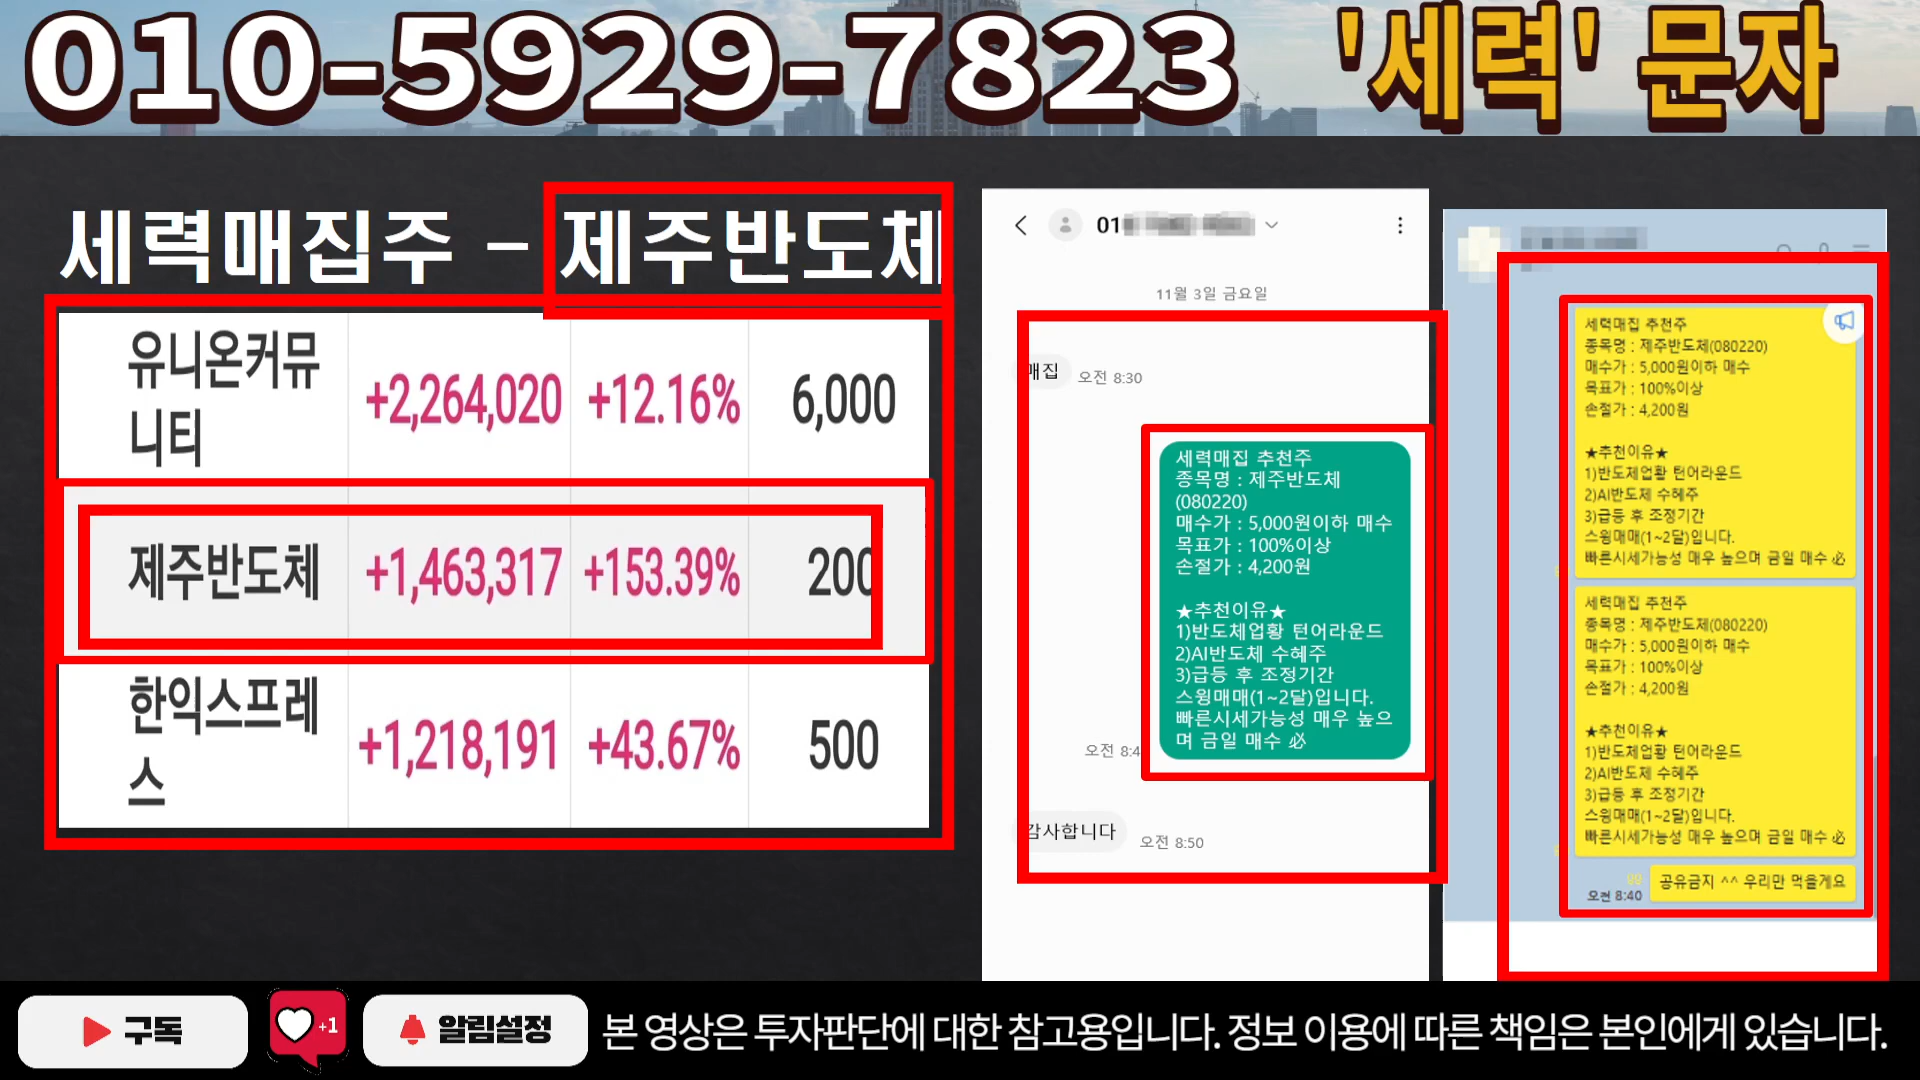 010-5929-7823 '세력' 문자
세력매집주 - 제주반도체
유니온커뮤
니티
+2,264,020 +12.16% 6,000
제주반도체 +1,463,317 +153.39% 200
한익스프레
스
+1,218,191 +43.67% 500
01
11월 3일 금요일
매집 오전 8:30
세력매집 추천주
종목명 : 제주반도체
(080220)
매수가 : 5,000원이하 매수
목표가 : 100%이상
손절가 : 4,200원
★추천이유★
1)반도체업황 턴어라운드
2)AI반도체 수혜주
3)급등 후 조정기간
스윙매매(1~2달)입니다.
빠른시세가능성 매우 높으
며 금일 매수 必
오전 8:4
감사합니다 오전 8:50
세력매집 추천주
종목명 : 제주반도체(080220)
매수가 : 5,000원이하 매수
목표가 : 100%이상
손절가 : 4,200원
★추천이유★
1)반도체업황 턴어라운드
2)AI반도체 수혜주
3)급등 후 조정기간
스윙매매(1~2달)입니다.
빠른시세가능성 매우 높으며 금일 매수 必
세력매집 추천주
종목명 : 제주반도체(080220)
매수가 : 5,000원이하 매수
목표가 : 100%이상
손절가 : 4,200원
★추천이유★
1)반도체업황 턴어라운드
2)AI반도체 수혜주
3)급등 후 조정기간
스윙매매(1~2달)입니다.
빠른시세가능성 매우 높으며 금일 매수 必
오전 8:40 공유금지 ^^ 우리만 먹을게요
구독 +1 알림설정 본 영상은 투자판단에 대한 참고용입니다. 정보 이용에 따른 책임은 본인에게 있습니다.